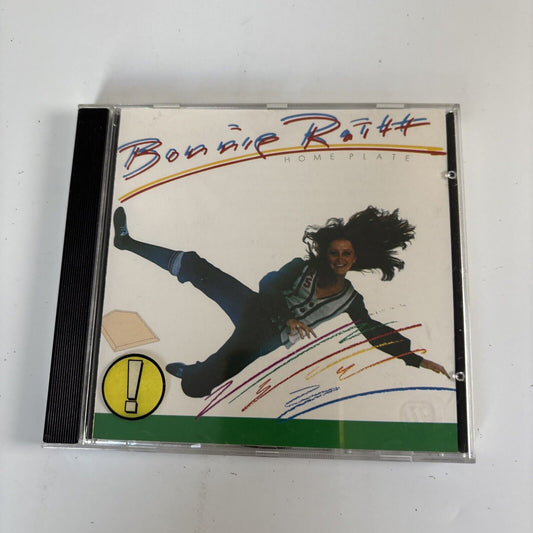 Bonnie Raitt
HOME PLATE
S
!